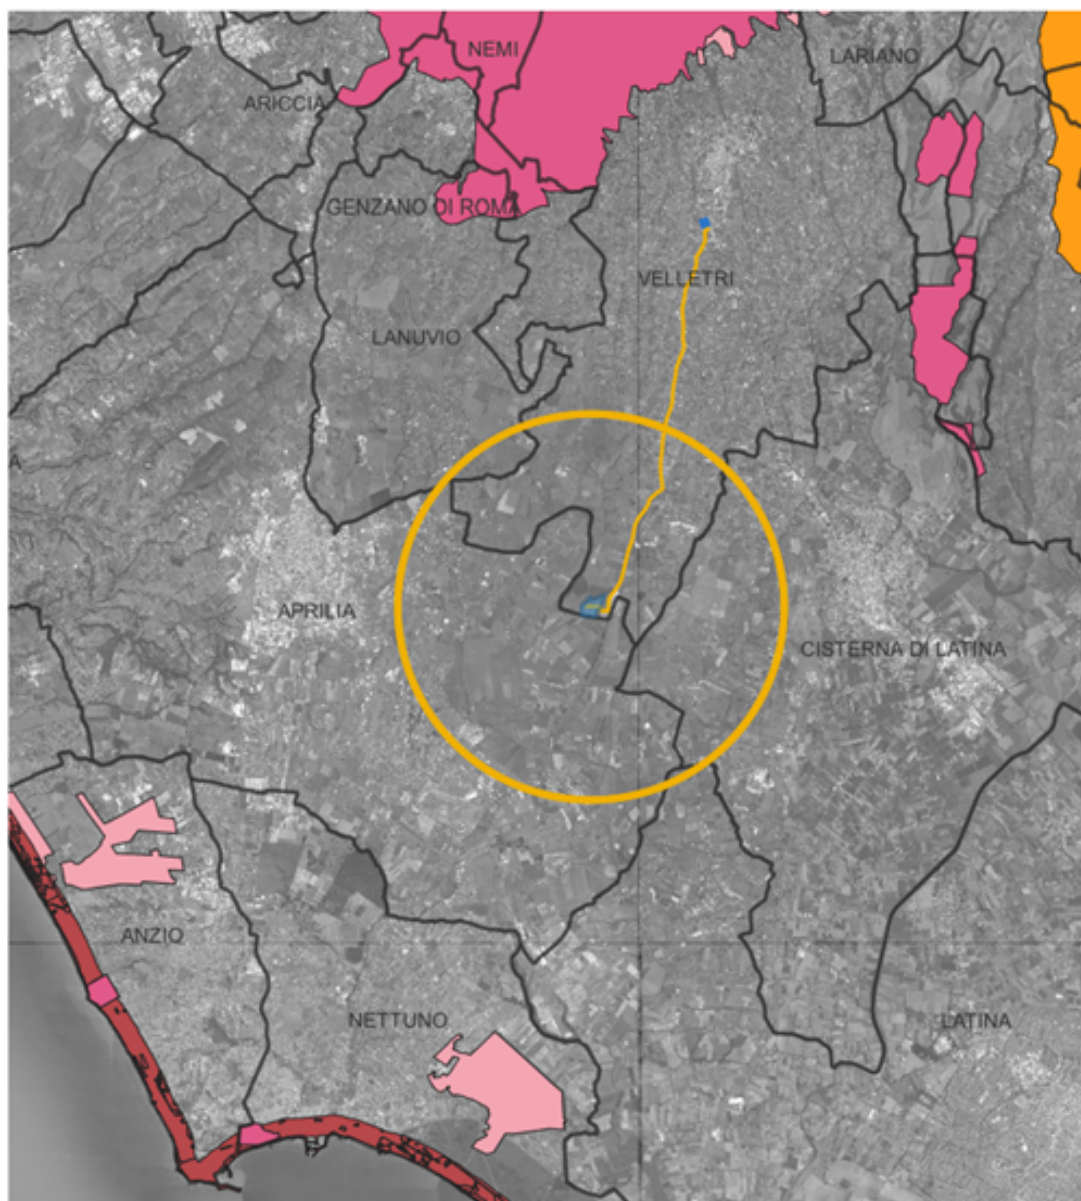 NEMI
LARIANO
ARICCIA
GENZANO DI ROMA
VELLETRI
LANUVIO
A
APRILIA
CISTERNA DI LATINA
ANZIO
NETTUNO
LATINA